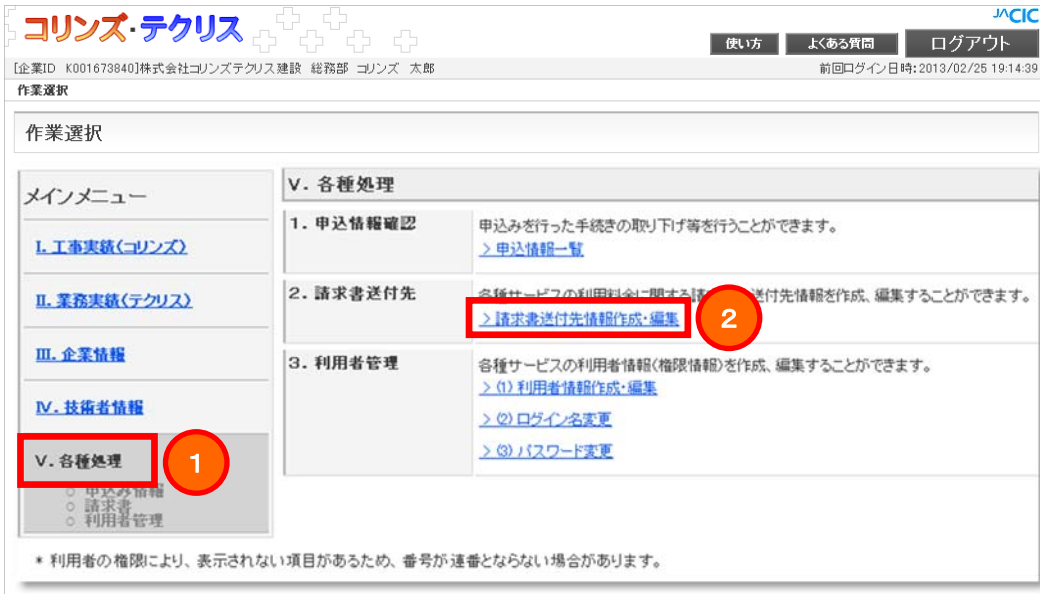 コリンズ・テクリス
JACIC
使い方 よくある質問 ログアウト
[企業ID K001673840]株式会社コリンズテクリス建設 総務部 コリンズ 太郎
前回ログイン日時:2013/02/25 19:14:39
作業選択
作業選択
メインメニュー
I. 工事実績(コリンズ)
II. 業務実績(テクリス)
III. 企業情報
IV. 技術者情報
V. 各種処理
1
○ 申込み情報
○ 請求書
○ 利用者管理
V. 各種処理
1. 申込情報確認
申込みを行った手続きの取り下げ等を行うことができます。
> 申込情報一覧
2. 請求書送付先
各種サービスの利用料金に関する請 送付先情報を作成、編集することができます。
> 請求書送付先情報作成・編集
2
3. 利用者管理
各種サービスの利用者情報(権限情報)を作成、編集することができます。
> (1) 利用者情報作成・編集
> (2) ログイン名変更
> (3) パスワード変更
* 利用者の権限により、表示されない項目があるため、番号が連番とならない場合があります。